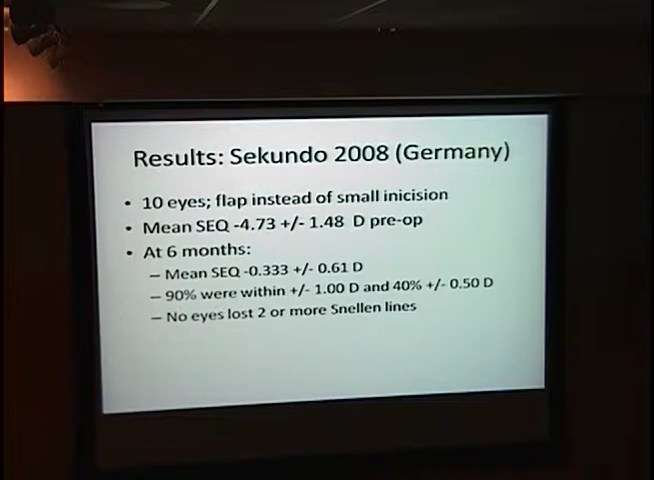 Results: Sekundo 2008 (Germany)
• 10 eyes; flap instead of small inicision
• Mean SEQ -4.73 +/- 1.48 D pre-op
• At 6 months:
– Mean SEQ -0.333 +/- 0.61 D
– 90% were within +/- 1.00 D and 40% +/- 0.50 D
– No eyes lost 2 or more Snellen lines